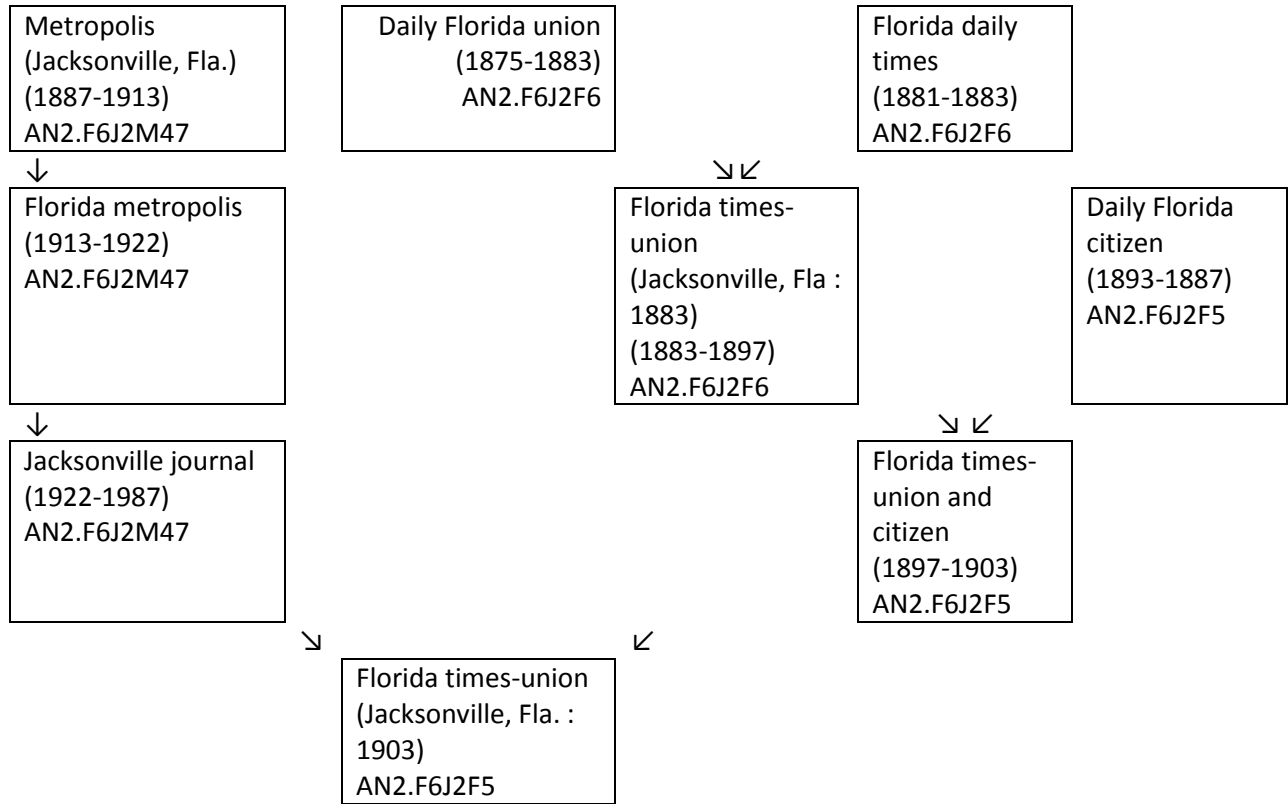 Metropolis
(Jacksonville, Fla.)
(1887-1913)
AN2.F6J2M47
Daily Florida union
(1875-1883)
AN2.F6J2F6
Florida daily
times
(1881-1883)
AN2.F6J2F6
↓
↘↙
Florida metropolis
(1913-1922)
AN2.F6J2M47
Florida times-
union
(Jacksonville, Fla :
1883)
(1883-1897)
AN2.F6J2F6
Daily Florida
citizen
(1893-1887)
AN2.F6J2F5
↓
↘ ↙
Jacksonville journal
(1922-1987)
AN2.F6J2M47
Florida times-
union and
citizen
(1897-1903)
AN2.F6J2F5
↘ ↙
Florida times-union
(Jacksonville, Fla. :
1903)
AN2.F6J2F5